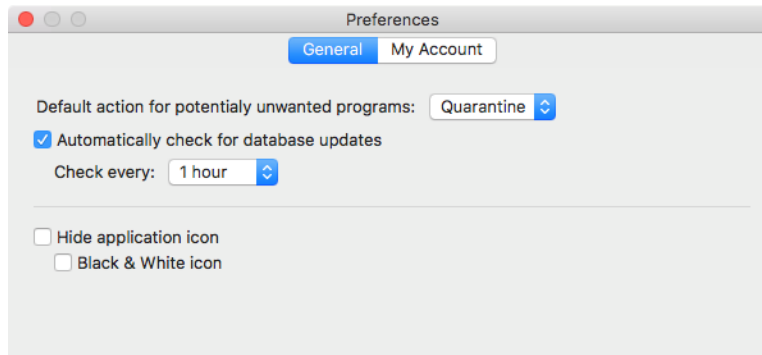 Preferences
General My Account
Default action for potentialy unwanted programs: Quarantine
Automatically check for database updates
Check every: 1 hour
Hide application icon
Black & White icon